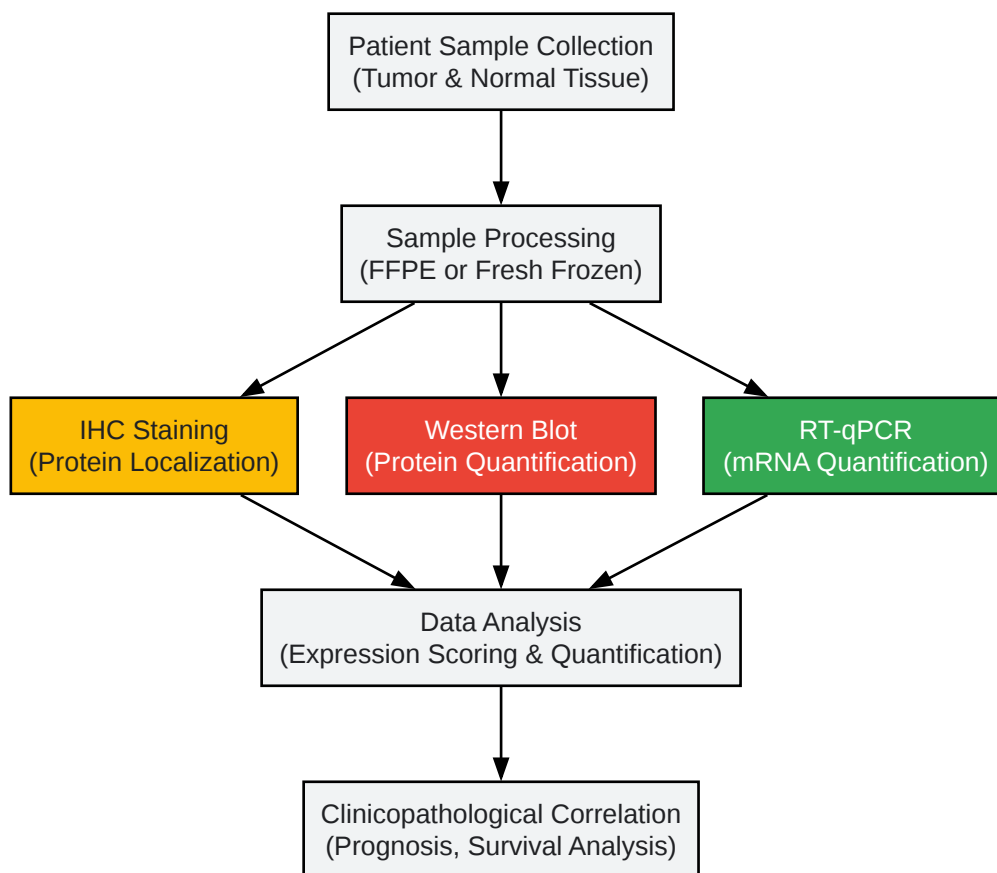 Patient Sample Collection
(Tumor & Normal Tissue)
Sample Processing
(FFPE or Fresh Frozen)
IHC Staining
(Protein Localization)
Western Blot
(Protein Quantification)
RT-qPCR
(mRNA Quantification)
Data Analysis
(Expression Scoring & Quantification)
Clinicopathological Correlation
(Prognosis, Survival Analysis)